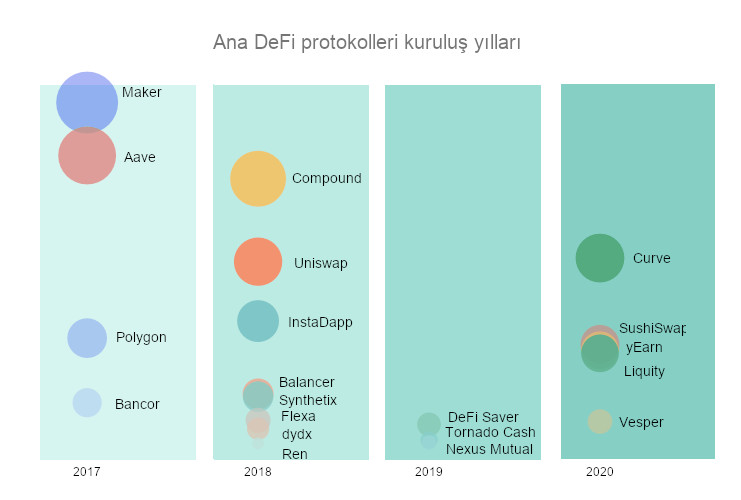 Ana DeFi protokolleri kuruluş yılları
Maker
Aave
Polygon
Bancor
Compound
Uniswap
InstaDapp
Balancer
Synthetix
Flexa
dydx
Ren
DeFi Saver
Tornado Cash
Nexus Mutual
Curve
SushiSwap
yEarn
Liquity
Vesper
2017
2018
2019
2020